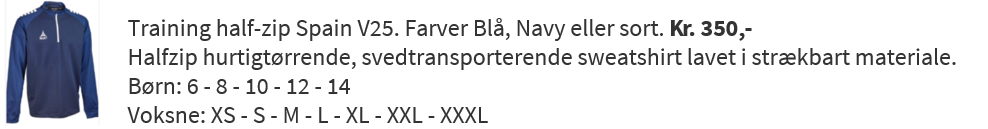 Training half-zip Spain V25. Farver Blå, Navy eller sort. Kr. 350,-
Halfzip hurtigtørrende, svedtransporterende sweatshirt lavet i strækbart materiale.
Børn: 6 - 8 - 10 - 12 - 14
Voksne: XS - S - M - L - XL - XXL - XXXL